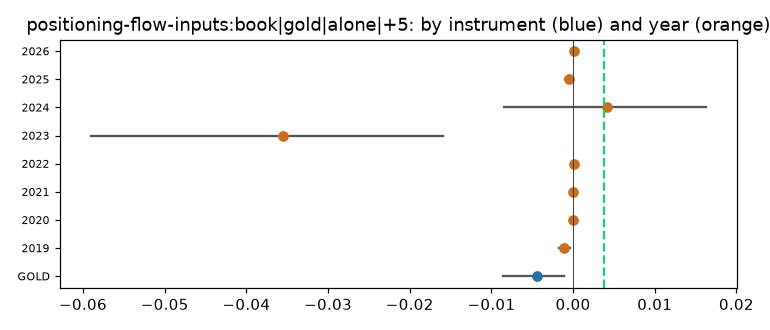 positioning-flow-inputs:book|gold|alone|+5: by instrument (blue) and year (orange)
2026
2025
2024
2023
2022
2021
2020
2019
GOLD
−0.06 −0.05 −0.04 −0.03 −0.02 −0.01 0.00 0.01 0.02